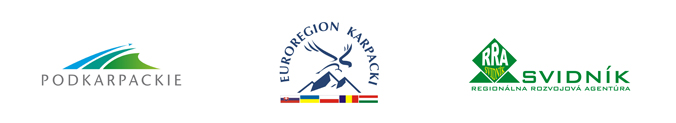 PODKARPACKIE
EUROREGION KARPACKI
RRA
SVIDNÍK
SVIDNÍK
REGIONÁLNA ROZVOJOVÁ AGENTÚRA